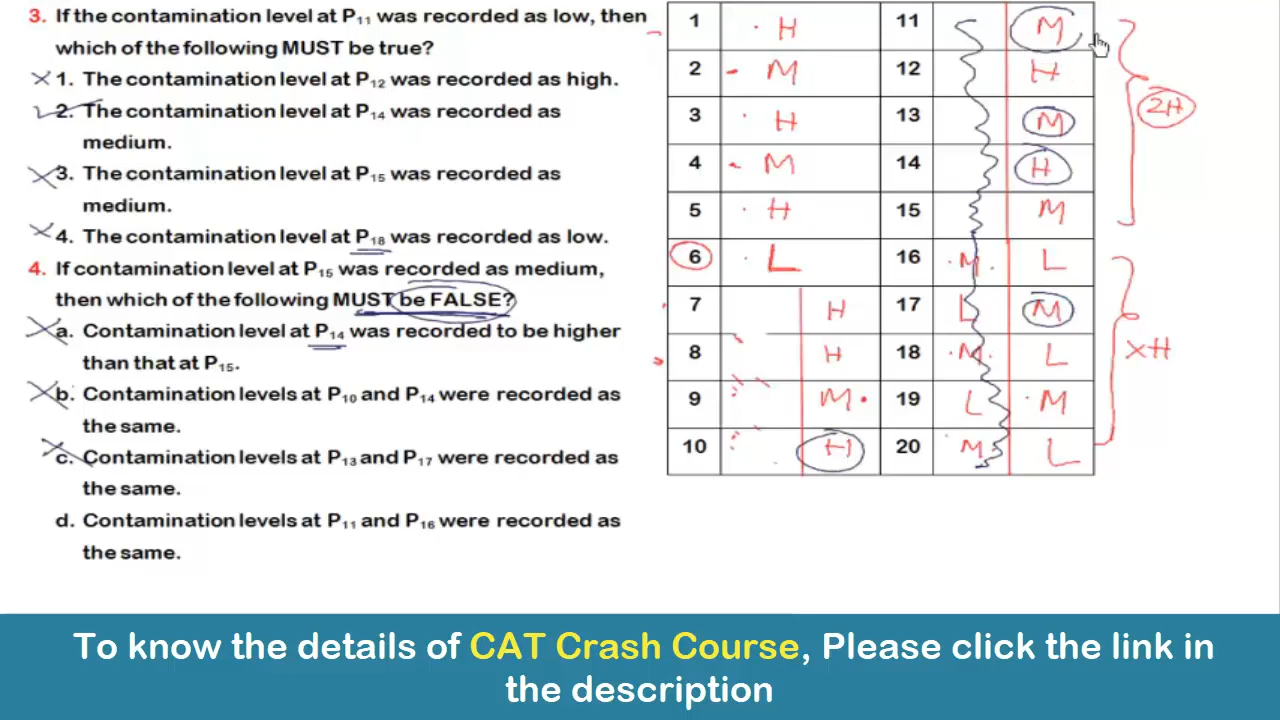 3. If the contamination level at P₁₁ was recorded as low, then
which of the following MUST be true?
1. The contamination level at P₁₂ was recorded as high.
2. The contamination level at P₁₄ was recorded as
medium.
3. The contamination level at P₁₅ was recorded as
medium.
4. The contamination level at P₁₈ was recorded as low.
4. If contamination level at P₁₅ was recorded as medium,
then which of the following MUST be FALSE?
a. Contamination level at P₁₄ was recorded to be higher
than that at P₁₅.
b. Contamination levels at P₁₀ and P₁₄ were recorded as
the same.
c. Contamination levels at P₁₃ and P₁₇ were recorded as
the same.
d. Contamination levels at P₁₁ and P₁₆ were recorded as
the same.
1 H 11 M
2 M 12 H
3 H 13 M
4 M 14 H
5 H 15 M
6 L 16 M L
7 H 17 L M
8 H 18 M L
9 M 19 L M
10 H 20 M L
2H
XH
To know the details of CAT Crash Course, Please click the link in
the description